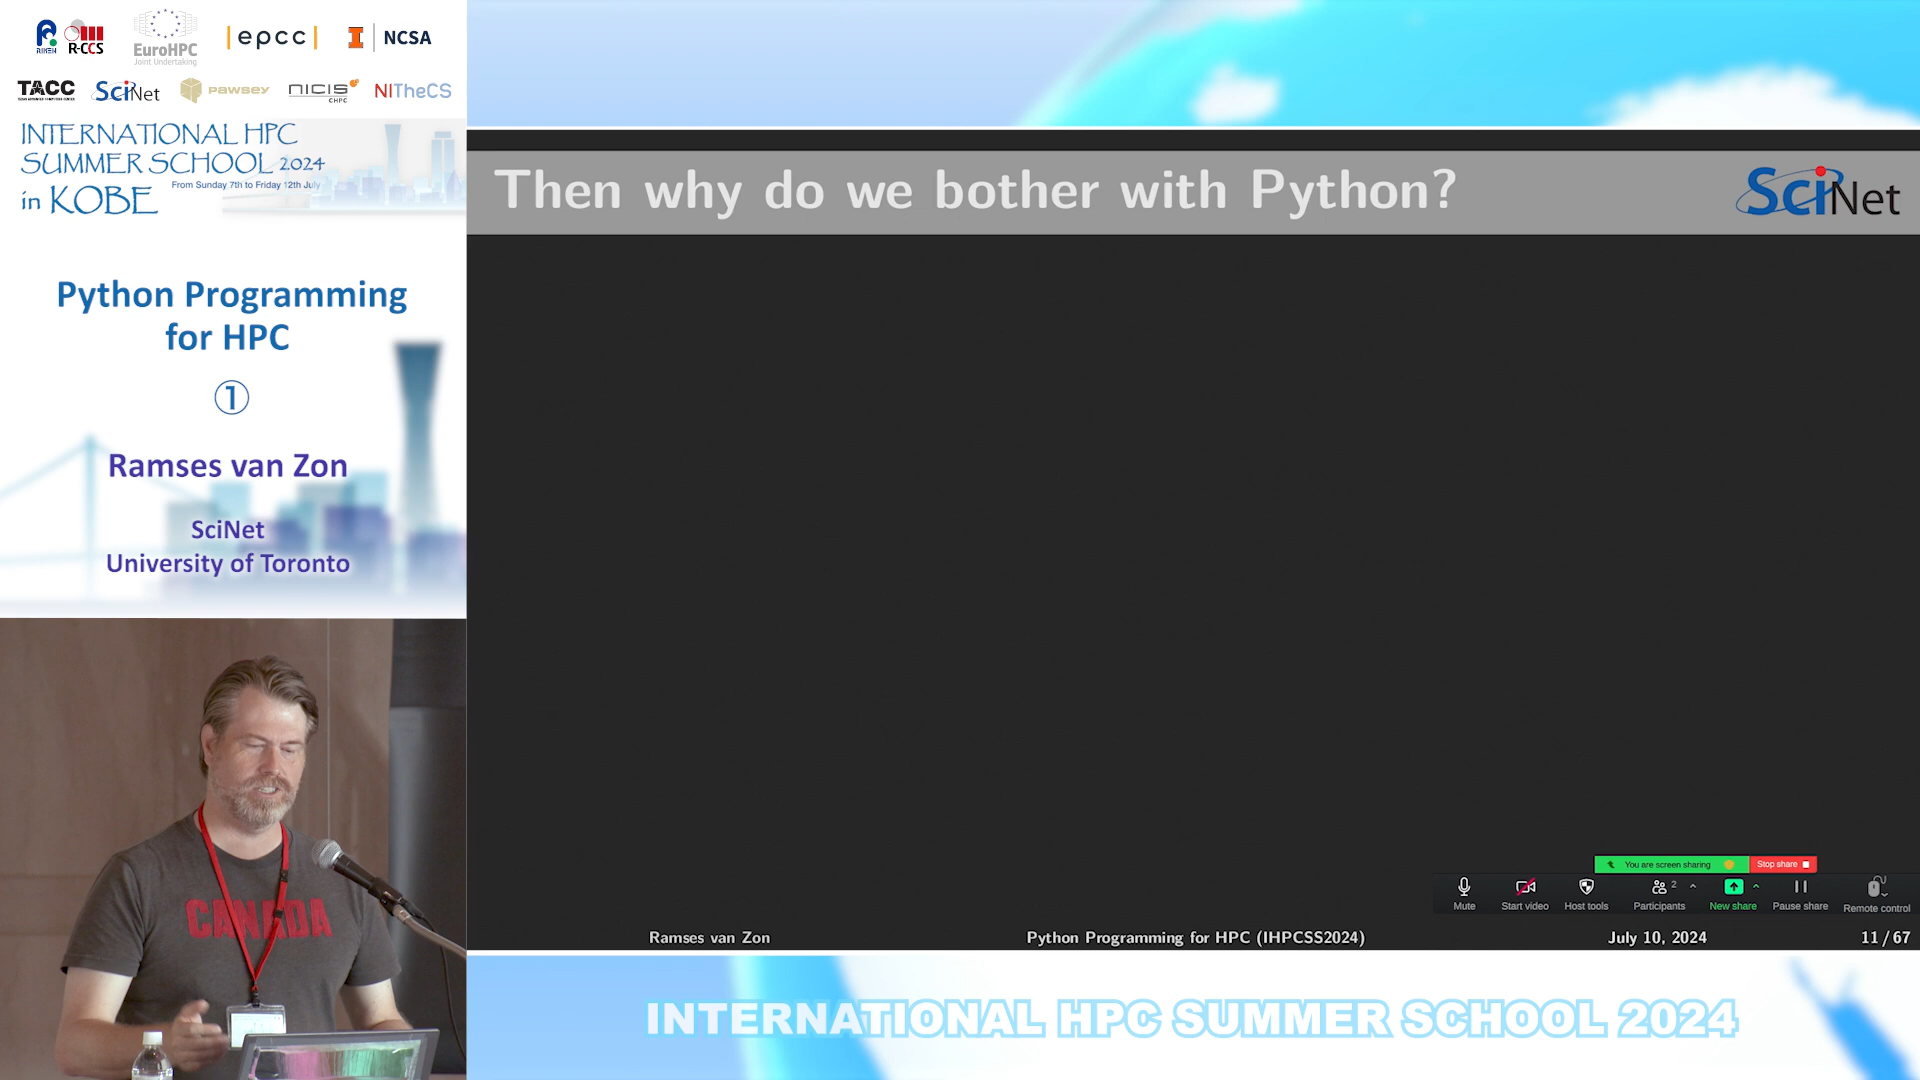 RIKEN R-CCS
EuroHPC
Joint Undertaking
epcc
I NCSA
TACC
SciNet
PAWSEY
NICIS
CHPC
NITheCS
INTERNATIONAL HPC
SUMMER SCHOOL 2024
From Sunday 7th to Friday 12th July
in KOBE
Python Programming
for HPC
①
Ramses van Zon
SciNet
University of Toronto
CANADA
Then why do we bother with Python?
SciNet
You are screen sharing
Stop share
2
Mute
Start video
Host tools
Participants
New share
Pause share
Remote control
Ramses van Zon
Python Programming for HPC (IHPCSS2024)
July 10, 2024
11 / 67
INTERNATIONAL HPC SUMMER SCHOOL 2024